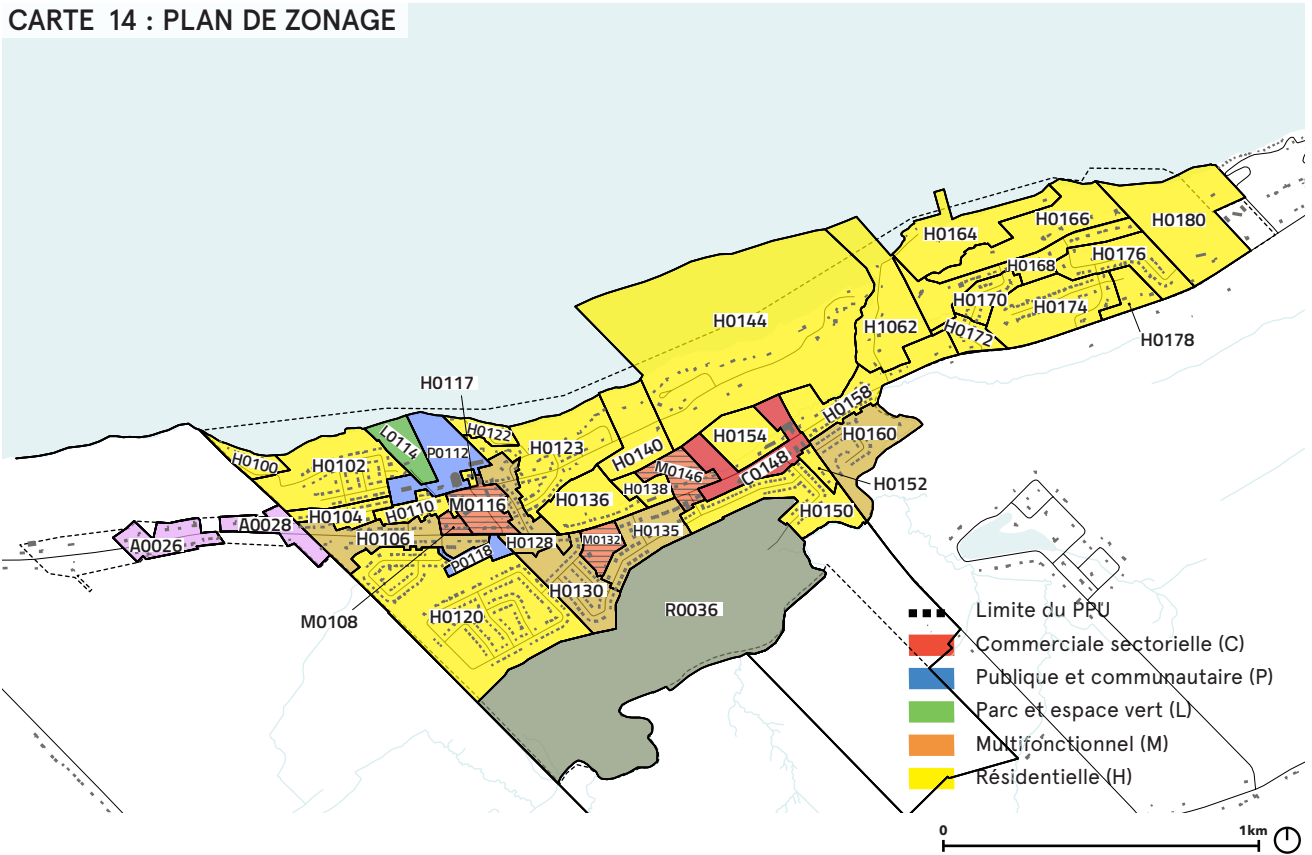 CARTE 14 : PLAN DE ZONAGE
H0180
H0166
H0164
H0176
H0168
H0170
H0174
H0144
H1062
H0172
H0178
H0117
H0158
H0122
L0114
P0112
H0123
H0154
H0160
H0100
H0102
H0140
M0146
C0148
H0152
H0138
H0136
M0116
H0110
H0104
A0028
H0150
H0135
H0106
A0026
H0128
M0132
P0118
H0130
R0036
H0120
M0108
Limite du PPU
Commerciale sectorielle (C)
Publique et communautaire (P)
Parc et espace vert (L)
Multifonctionnel (M)
Résidentielle (H)
0 1km